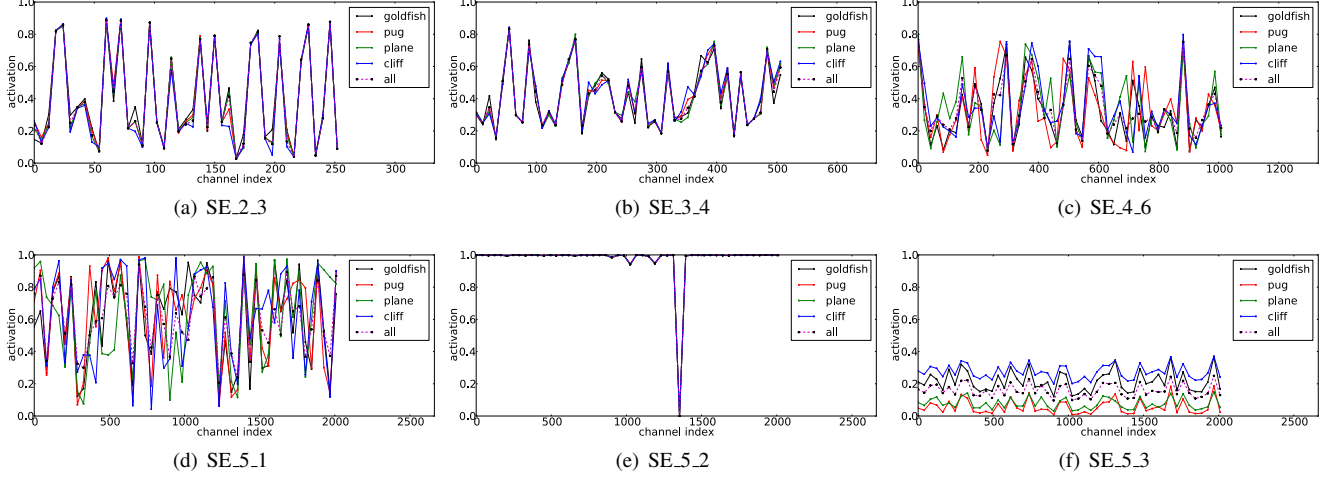 1.0
0.8
0.6
0.4
0.2
0.0
activation
0 50 100 150 200 250 300
channel index
goldfish
pug
plane
cliff
all
(a) SE_2_3
1.0
0.8
0.6
0.4
0.2
0.0
activation
0 100 200 300 400 500 600
channel index
goldfish
pug
plane
cliff
all
(b) SE_3_4
1.0
0.8
0.6
0.4
0.2
0.0
activation
0 200 400 600 800 1000 1200
channel index
goldfish
pug
plane
cliff
all
(c) SE_4_6
1.0
0.8
0.6
0.4
0.2
0.0
activation
0 500 1000 1500 2000 2500
channel index
goldfish
pug
plane
cliff
all
(d) SE_5_1
1.0
0.8
0.6
0.4
0.2
0.0
activation
0 500 1000 1500 2000 2500
channel index
goldfish
pug
plane
cliff
all
(e) SE_5_2
1.0
0.8
0.6
0.4
0.2
0.0
activation
0 500 1000 1500 2000 2500
channel index
goldfish
pug
plane
cliff
all
(f) SE_5_3